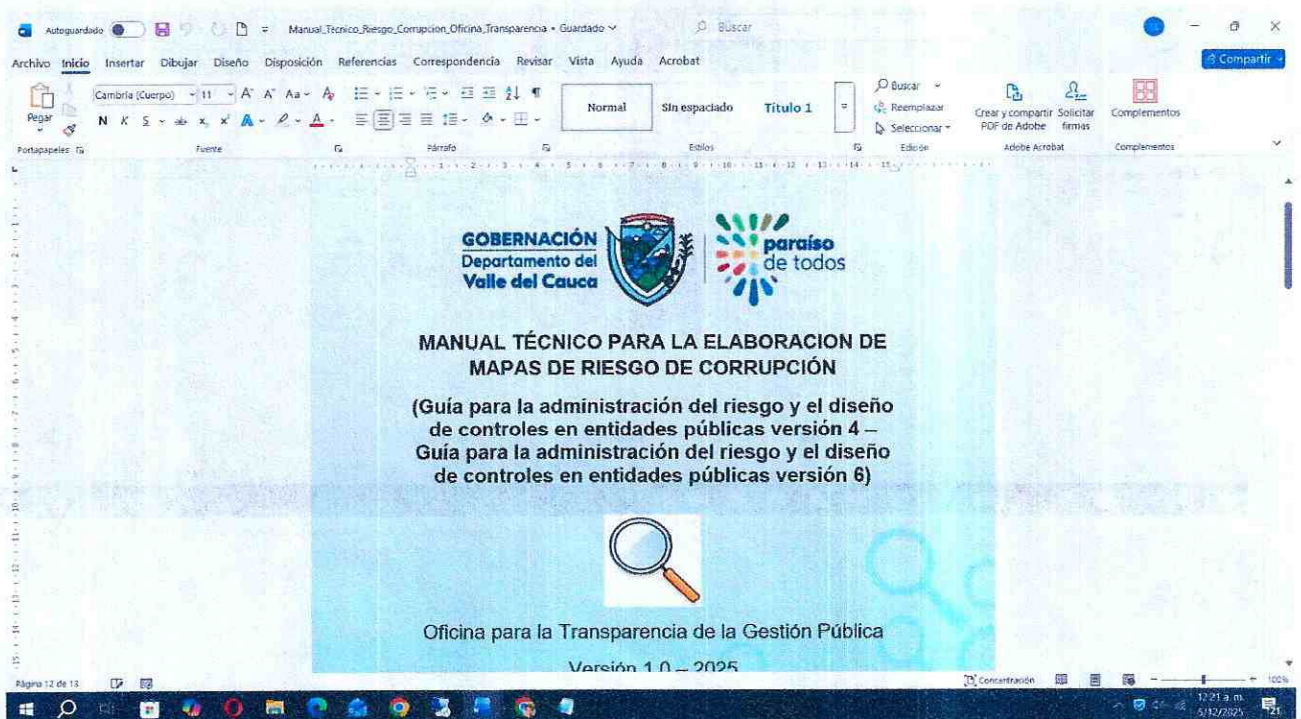 Autoguardado
Manual_Técnico_Riesgo_Corrupcion_Oficina_Transparencia • Guardado
Buscar
Archivo Inicio Insertar Dibujar Diseño Disposición Referencias Correspondencia Revisar Vista Ayuda Acrobat
Compartir
Pegar
Cambria (Cuerpo) 11
N K S
Normal
Sin espaciado
Título 1
Buscar
Reemplazar
Seleccionar
Crear y compartir PDF de Adobe
Solicitar firmas
Complementos
Portapapeles
Fuente
Párrafo
Estilos
Edición
Adobe Acrobat
Complementos
GOBERNACIÓN
Departamento del
Valle del Cauca
paraíso
de todos
MANUAL TÉCNICO PARA LA ELABORACION DE
MAPAS DE RIESGO DE CORRUPCIÓN
(Guía para la administración del riesgo y el diseño
de controles en entidades públicas versión 4 –
Guía para la administración del riesgo y el diseño
de controles en entidades públicas versión 6)
Oficina para la Transparencia de la Gestión Pública
Versión 1.0 – 2025
Página 12 de 13
Concentración
100%
12:21 a. m.
5/12/2025